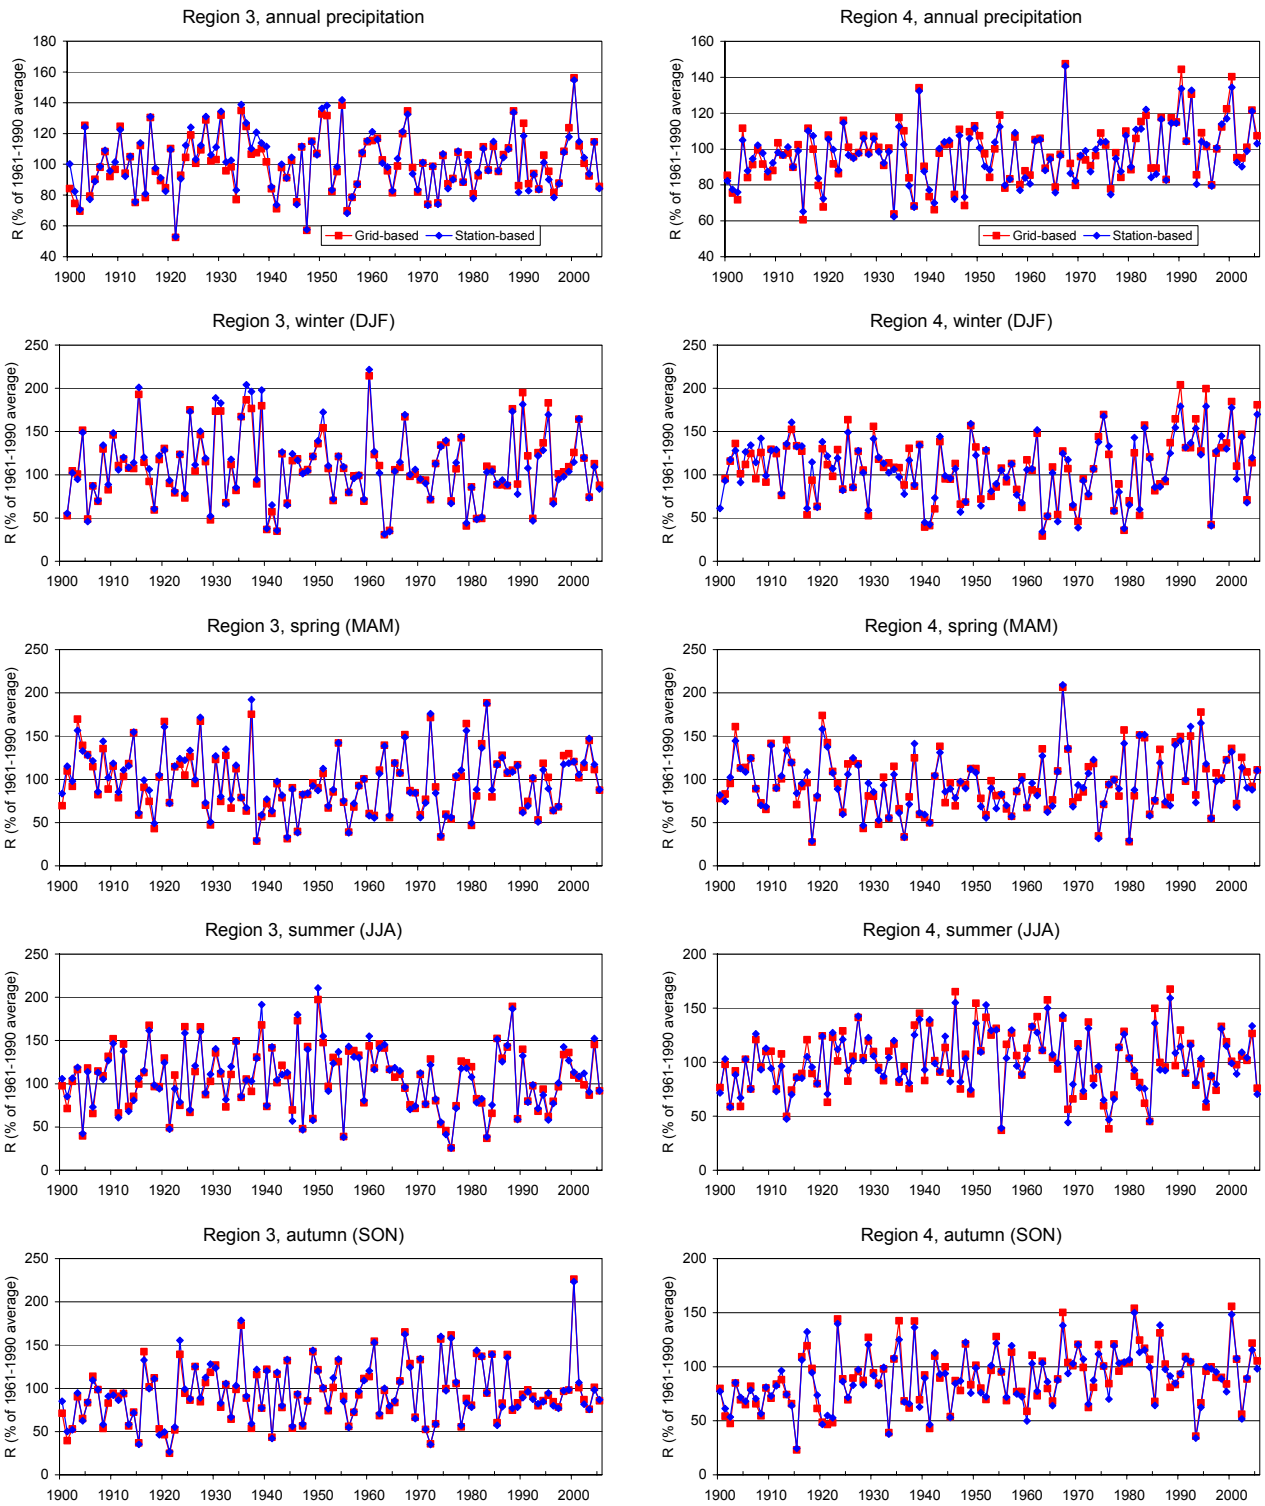 Region 3, annual precipitation
R (% of 1961-1990 average)
180
160
140
120
100
80
60
40
Grid-based Station-based
1900 1910 1920 1930 1940 1950 1960 1970 1980 1990 2000
Region 4, annual precipitation
R (% of 1961-1990 average)
160
140
120
100
80
60
40
Grid-based Station-based
1900 1910 1920 1930 1940 1950 1960 1970 1980 1990 2000
Region 3, winter (DJF)
R (% of 1961-1990 average)
250
200
150
100
50
0
1900 1910 1920 1930 1940 1950 1960 1970 1980 1990 2000
Region 4, winter (DJF)
R (% of 1961-1990 average)
250
200
150
100
50
0
1900 1910 1920 1930 1940 1950 1960 1970 1980 1990 2000
Region 3, spring (MAM)
R (% of 1961-1990 average)
250
200
150
100
50
0
1900 1910 1920 1930 1940 1950 1960 1970 1980 1990 2000
Region 4, spring (MAM)
R (% of 1961-1990 average)
250
200
150
100
50
0
1900 1910 1920 1930 1940 1950 1960 1970 1980 1990 2000
Region 3, summer (JJA)
R (% of 1961-1990 average)
250
200
150
100
50
0
1900 1910 1920 1930 1940 1950 1960 1970 1980 1990 2000
Region 4, summer (JJA)
R (% of 1961-1990 average)
200
150
100
50
0
1900 1910 1920 1930 1940 1950 1960 1970 1980 1990 2000
Region 3, autumn (SON)
R (% of 1961-1990 average)
250
200
150
100
50
0
1900 1910 1920 1930 1940 1950 1960 1970 1980 1990 2000
Region 4, autumn (SON)
R (% of 1961-1990 average)
200
150
100
50
0
1900 1910 1920 1930 1940 1950 1960 1970 1980 1990 2000